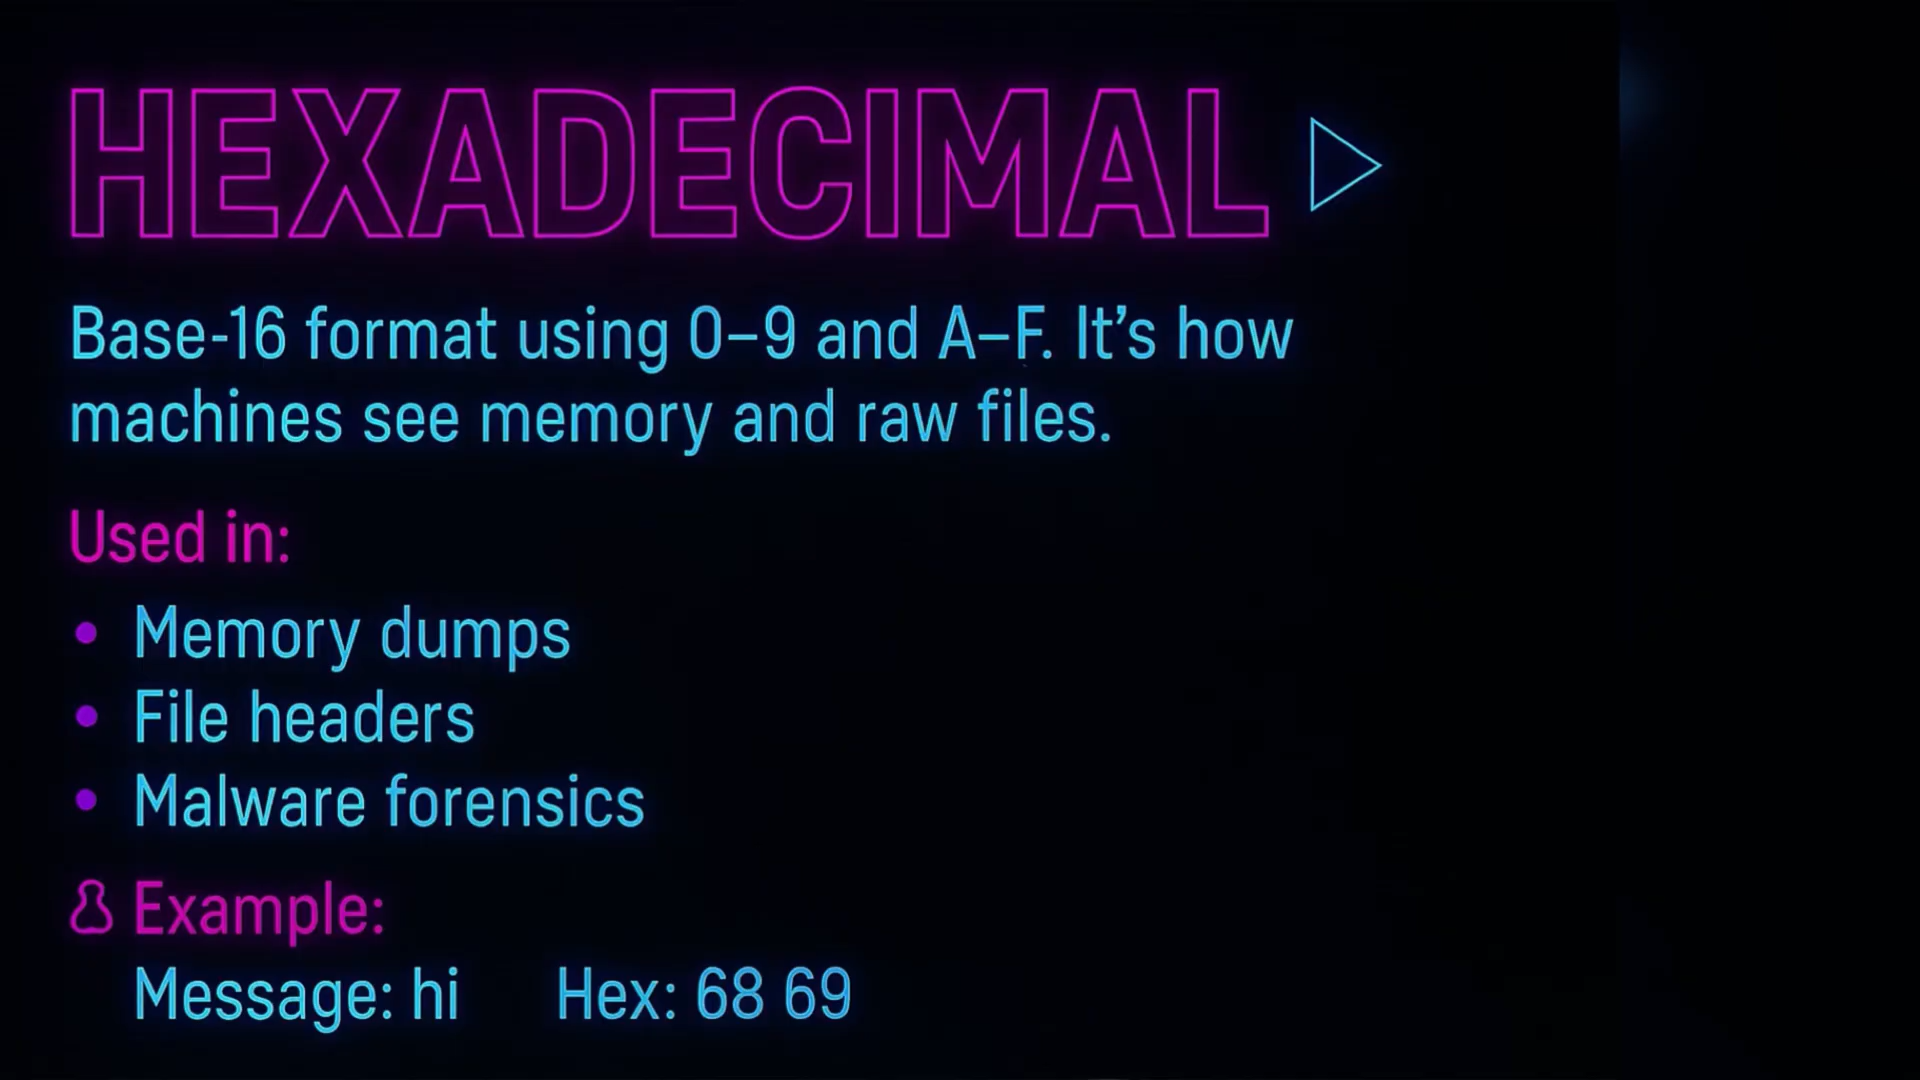 HEXADECIMAL
Base-16 format using 0–9 and A–F. It’s how
machines see memory and raw files.
Used in:
• Memory dumps
• File headers
• Malware forensics
Example:
Message: hi Hex: 68 69